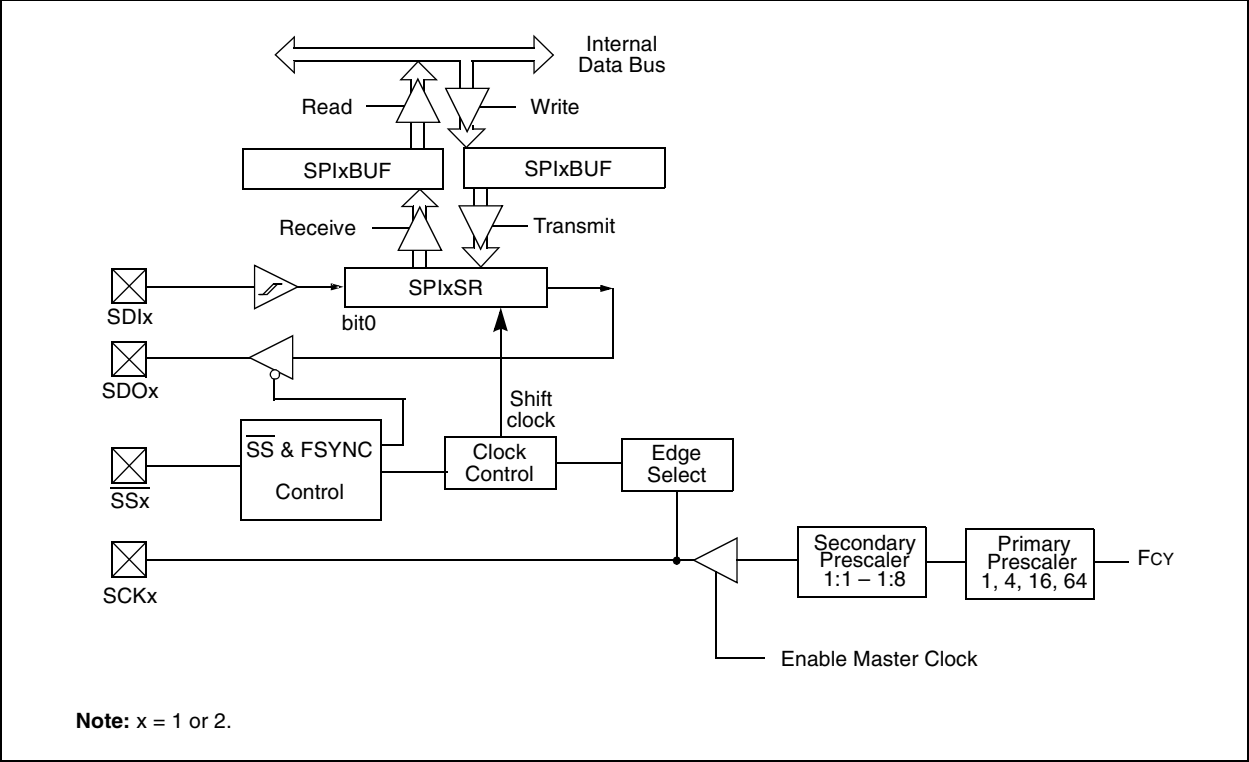 Internal
Data Bus
Read
Write
SPIxBUF
SPIxBUF
Receive
Transmit
SDIx
SPIxSR
bit0
SDOx
Shift
clock
SS & FSYNC
Control
Clock
Control
Edge
Select
SSx
SCKx
Secondary
Prescaler
1:1 – 1:8
Primary
Prescaler
1, 4, 16, 64
FCY
Enable Master Clock
Note: x = 1 or 2.